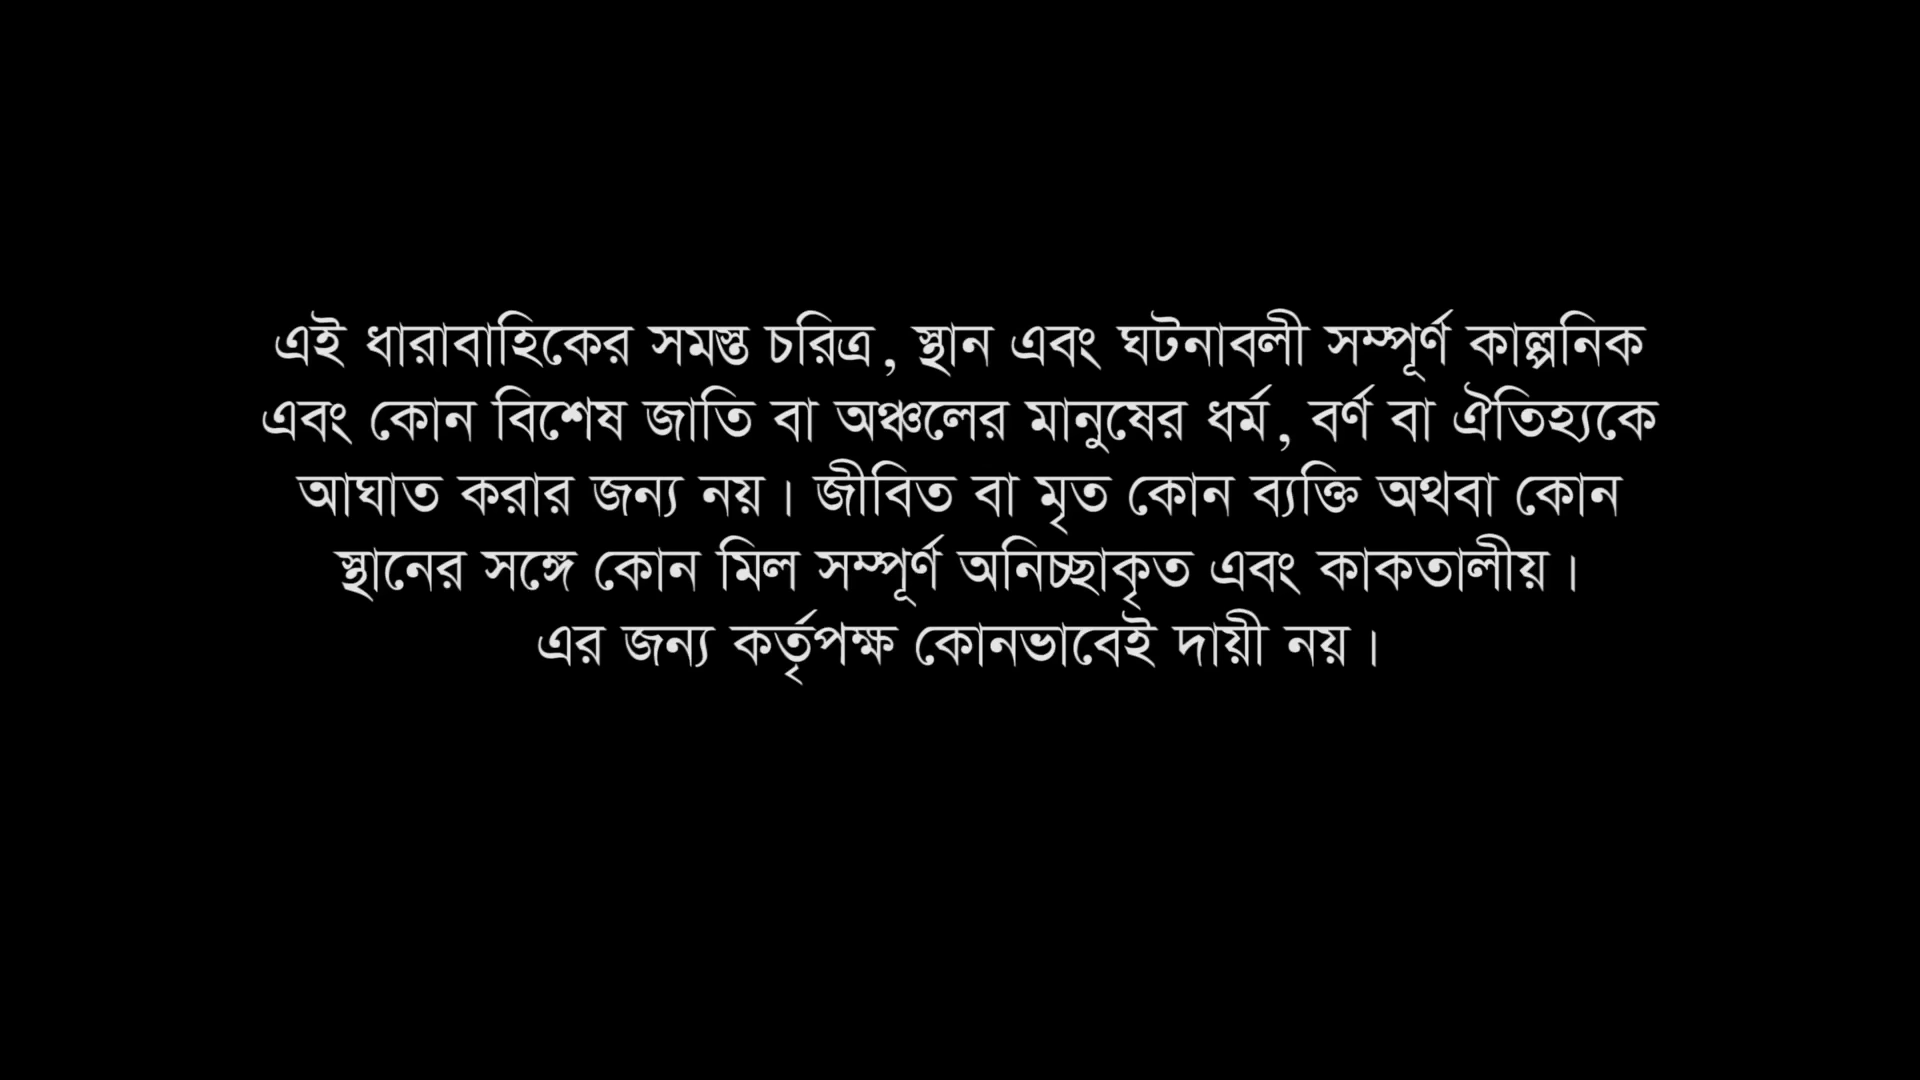 এই ধারাবাহিকের সমস্ত চরিত্র, স্থান এবং ঘটনাবলী সম্পূর্ণ কাল্পনিক
এবং কোন বিশেষ জাতি বা অঞ্চলের মানুষের ধর্ম, বর্ণ বা ঐতিহ্যকে
আঘাত করার জন্য নয়। জীবিত বা মৃত কোন ব্যক্তি অথবা কোন
স্থানের সঙ্গে কোন মিল সম্পূর্ণ অনিচ্ছাকৃত এবং কাকতালীয়।
এর জন্য কর্তৃপক্ষ কোনভাবেই দায়ী নয়।